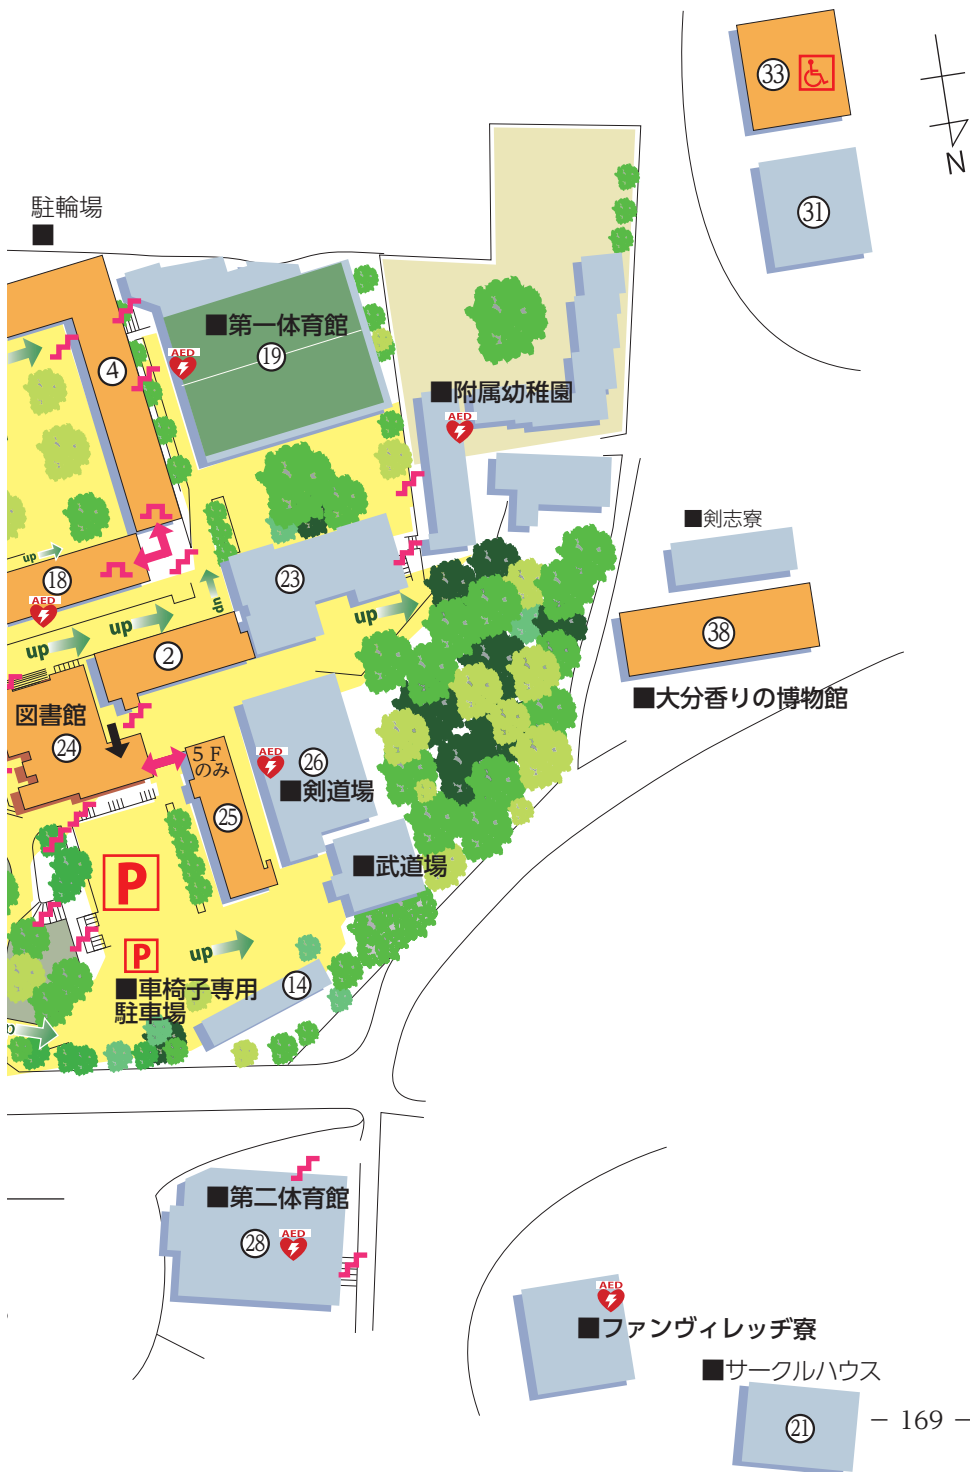 33
N
31
駐輪場
■
■第一体育館
19
AED
4
■附属幼稚園
AED
■剣志寮
up
18
23
AED
up
up
up
up
38
2
■大分香りの博物館
図書館
24
5F
のみ
AED
26
■剣道場
25
■武道場
P
up
P
■車椅子専用
駐車場
14
■第二体育館
28
AED
AED
■ファンヴィレッヂ寮
■サークルハウス
21
− 169 −